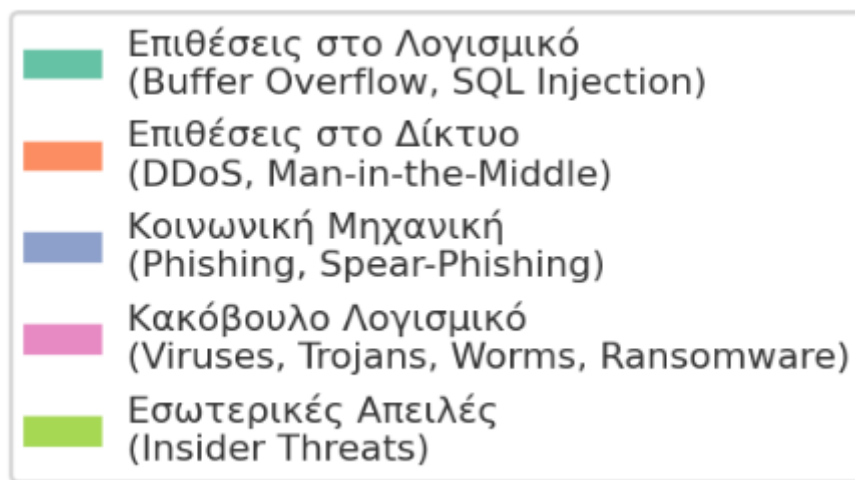 Επιθέσεις στο Λογισμικό
(Buffer Overflow, SQL Injection)
Επιθέσεις στο Δίκτυο
(DDoS, Man-in-the-Middle)
Κοινωνική Μηχανική
(Phishing, Spear-Phishing)
Κακόβουλο Λογισμικό
(Viruses, Trojans, Worms, Ransomware)
Εσωτερικές Απειλές
(Insider Threats)